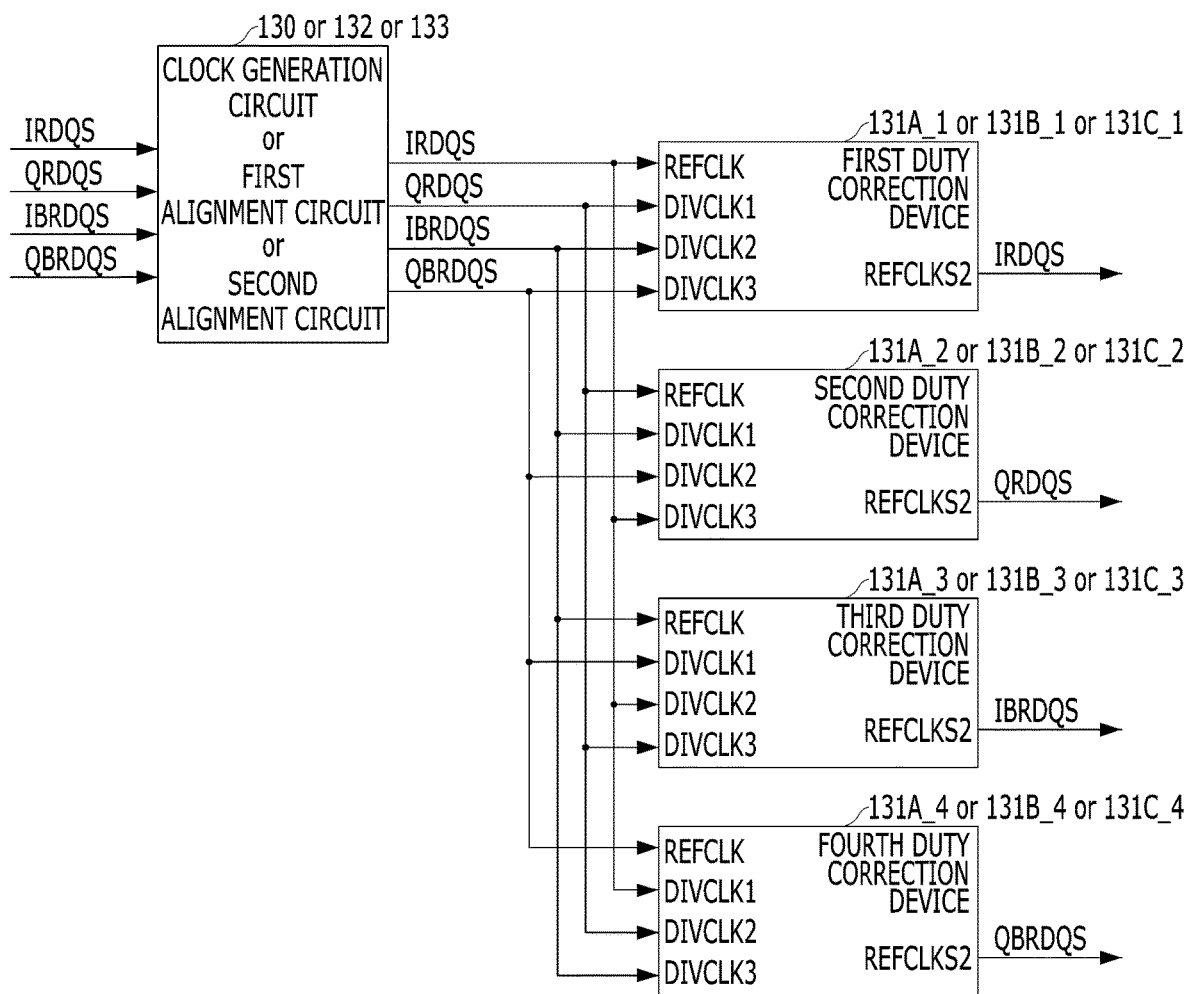 130 or 132 or 133
CLOCK GENERATION
CIRCUIT
or
FIRST
ALIGNMENT CIRCUIT
or
SECOND
ALIGNMENT CIRCUIT
IRDQS
QRDQS
IBRDQS
QBRDQS
IRDQS
QRDQS
IBRDQS
QBRDQS
131A_1 or 131B_1 or 131C_1
REFCLK
DIVCLK1
DIVCLK2
DIVCLK3
FIRST DUTY
CORRECTION
DEVICE
REFCLKS2
IRDQS
131A_2 or 131B_2 or 131C_2
REFCLK
DIVCLK1
DIVCLK2
DIVCLK3
SECOND DUTY
CORRECTION
DEVICE
REFCLKS2
QRDQS
131A_3 or 131B_3 or 131C_3
REFCLK
DIVCLK1
DIVCLK2
DIVCLK3
THIRD DUTY
CORRECTION
DEVICE
REFCLKS2
IBRDQS
131A_4 or 131B_4 or 131C_4
REFCLK
DIVCLK1
DIVCLK2
DIVCLK3
FOURTH DUTY
CORRECTION
DEVICE
REFCLKS2
QBRDQS